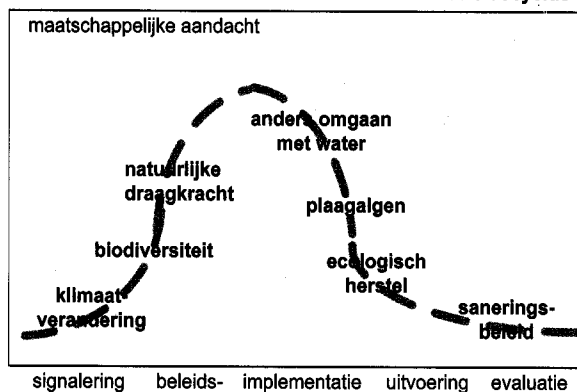 maatschappelijke aandacht
anders omgaan
met water
natuurlijke
draagkracht
plaagalgen
biodiversiteit
ecologisch
herstel
klimaat-
verandering
sanerings-
beleid
signalering beleids- implementatie uitvoering evaluatie